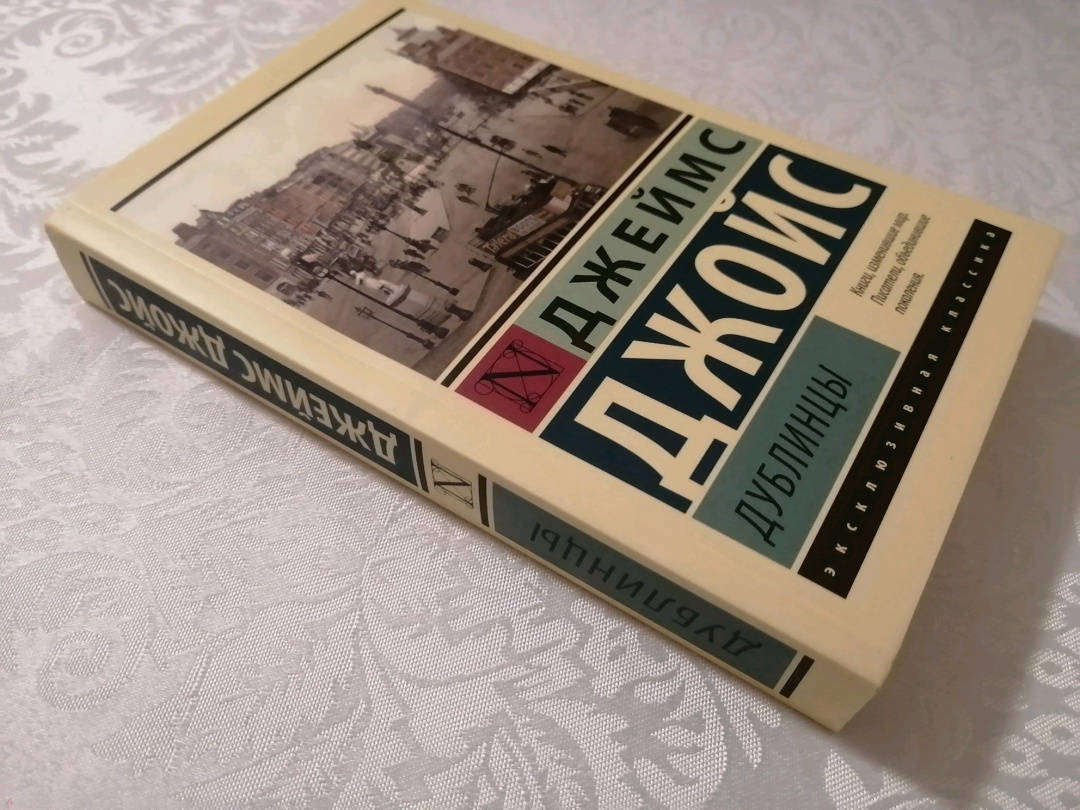 ДЖЕЙМС
ДЖОЙС
Книги, изменившие мир.
Писатели, объединившие
поколения.
ДУБЛИНЦЫ
ЭКСКЛЮЗИВНАЯ КЛАССИКА
N
ДЖЕЙМС ДЖОЙС
N
ДУБЛИНЦЫ